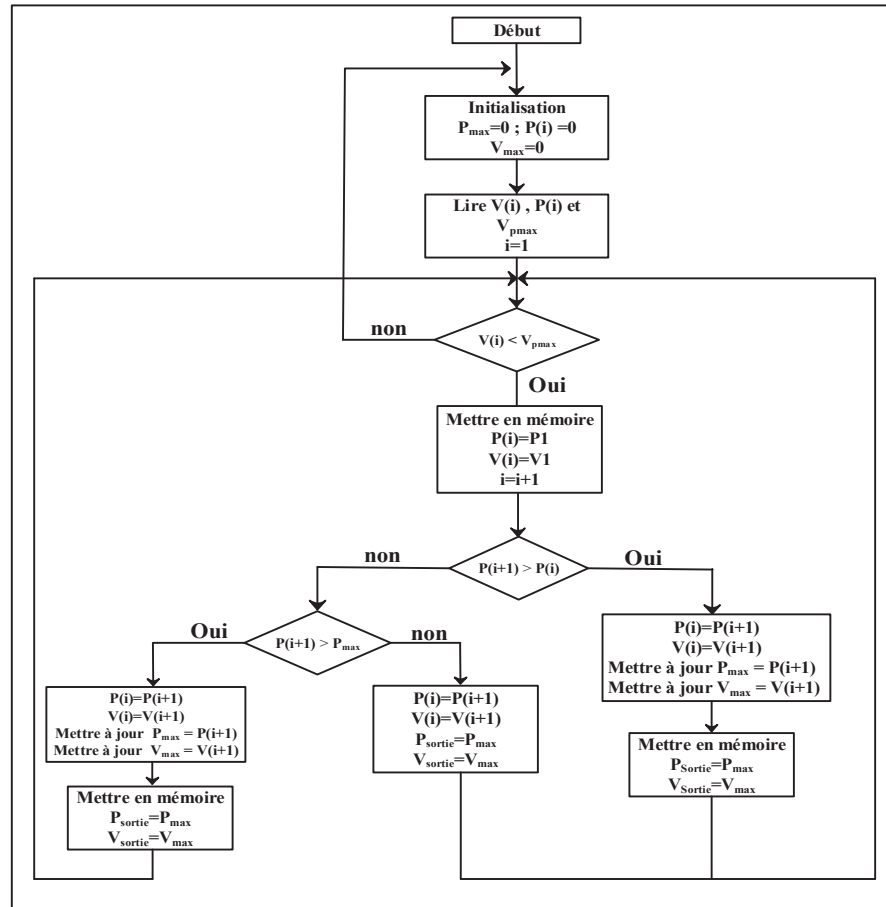 Début
Initialisation
Pmax=0 ; P(i) =0
Vmax=0
Lire V(i) , P(i) et
Vpmax
i=1
non
V(i) < Vpmax
Oui
Mettre en mémoire
P(i)=P1
V(i)=V1
i=i+1
non
P(i+1) > P(i)
Oui
Oui
P(i+1) > Pmax
non
P(i)=P(i+1)
V(i)=V(i+1)
Mettre à jour Pmax = P(i+1)
Mettre à jour Vmax = V(i+1)
Mettre en mémoire
Psortie=Pmax
Vsortie=Vmax
P(i)=P(i+1)
V(i)=V(i+1)
Psortie=Pmax
Vsortie=Vmax
P(i)=P(i+1)
V(i)=V(i+1)
Mettre à jour Pmax = P(i+1)
Mettre à jour Vmax = V(i+1)
Mettre en mémoire
PSortie=Pmax
VSortie=Vmax